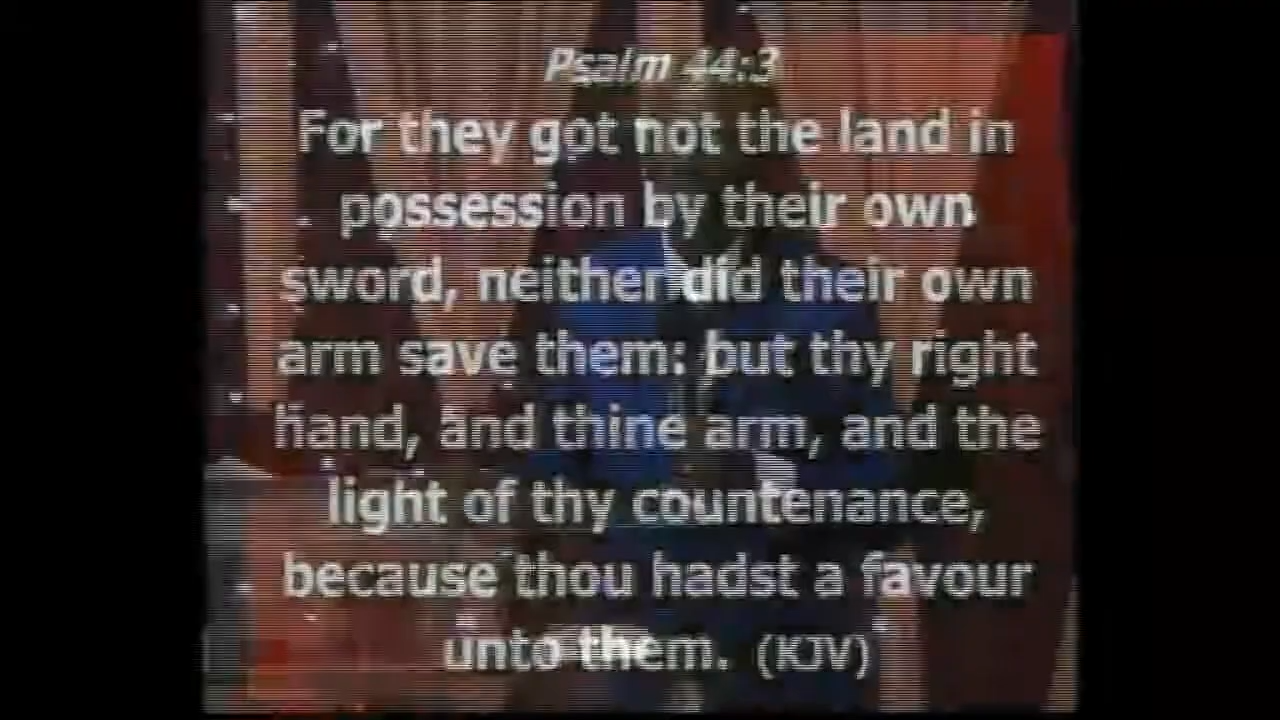 Psalm 44:3
For they got not the land in
possession by their own
sword, neither did their own
arm save them: but thy right
hand, and thine arm, and the
light of thy countenance,
because thou hadst a favour
unto them. (KJV)